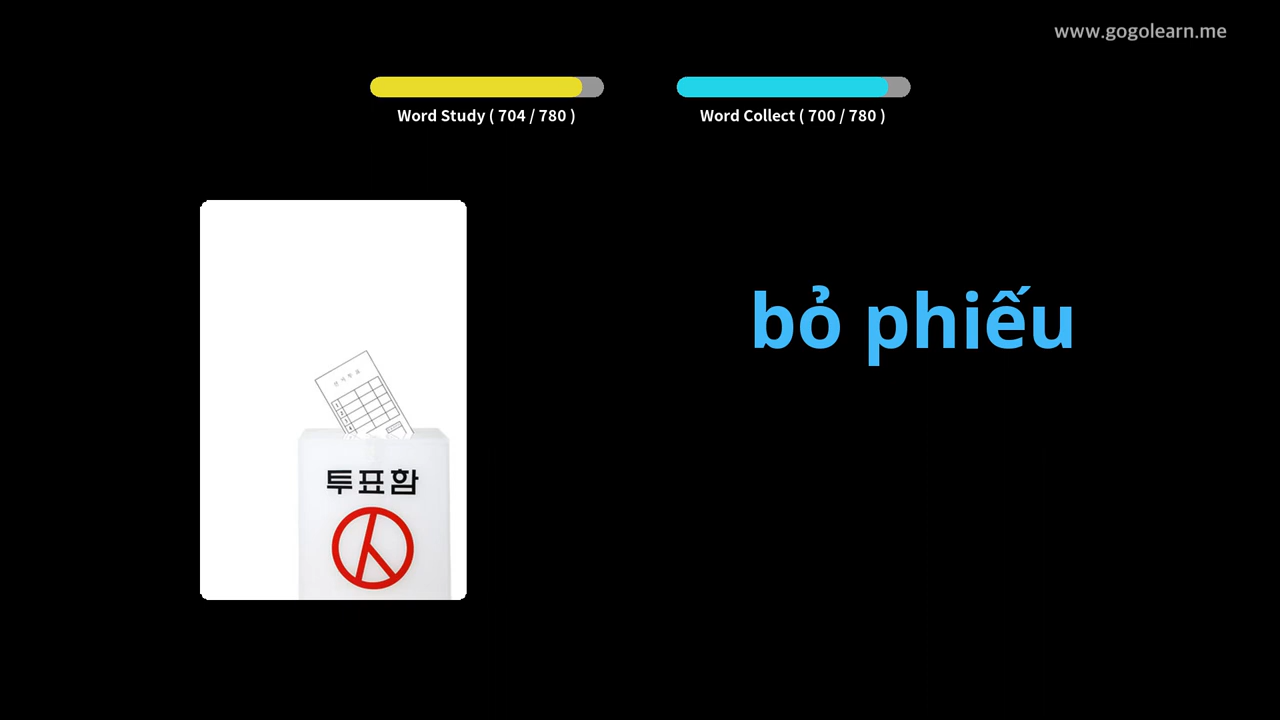 www.gogolearn.me
Word Study ( 704 / 780 )
Word Collect ( 700 / 780 )
bỏ phiếu
투표함